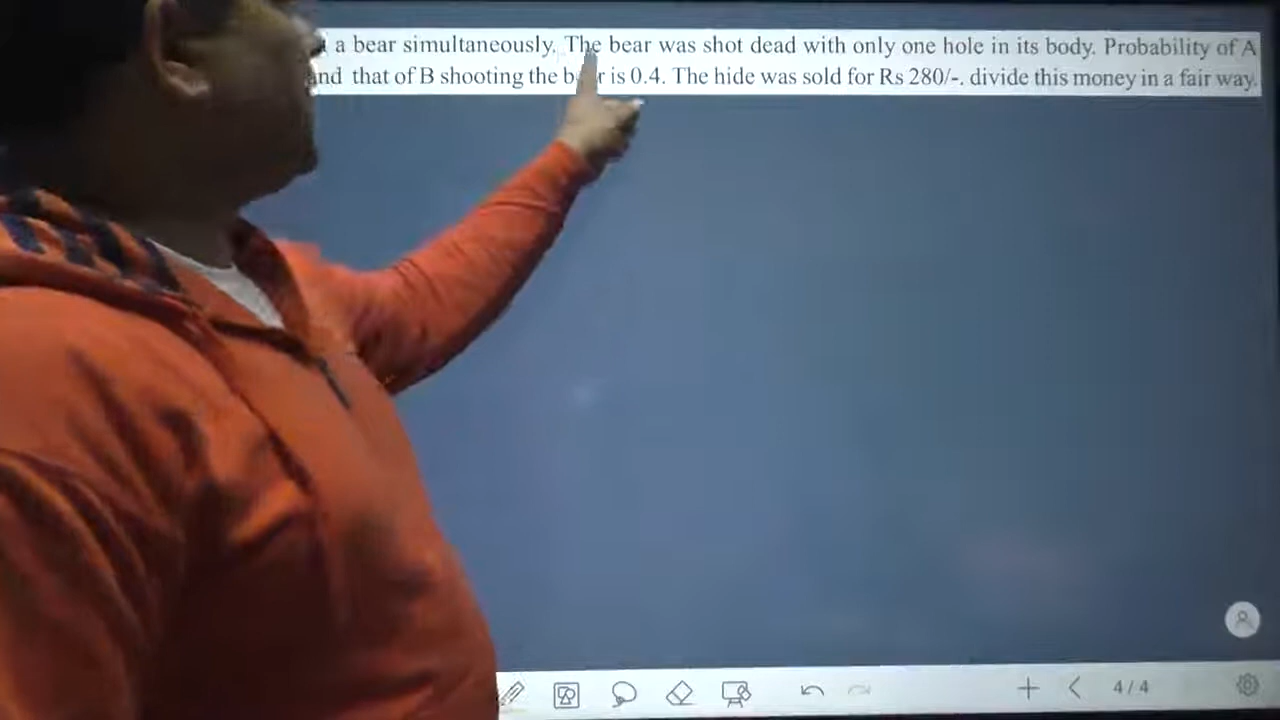 a bear simultaneously. The bear was shot dead with only one hole in its body. Probability of A
and that of B shooting the is 0.4. The hide was sold for Rs 280/-. divide this money in a fair way.
4 / 4